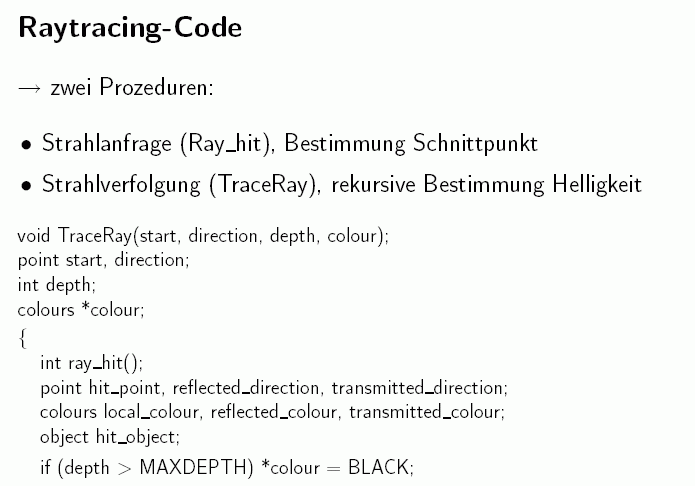 Raytracing-Code
→ zwei Prozeduren:
• Strahlanfrage (Ray_hit), Bestimmung Schnittpunkt
• Strahlverfolgung (TraceRay), rekursive Bestimmung Helligkeit
void TraceRay(start, direction, depth, colour);
point start, direction;
int depth;
colours *colour;
{
int ray_hit();
point hit_point, reflected_direction, transmitted_direction;
colours local_colour, reflected_colour, transmitted_colour;
object hit_object;
if (depth > MAXDEPTH) *colour = BLACK;